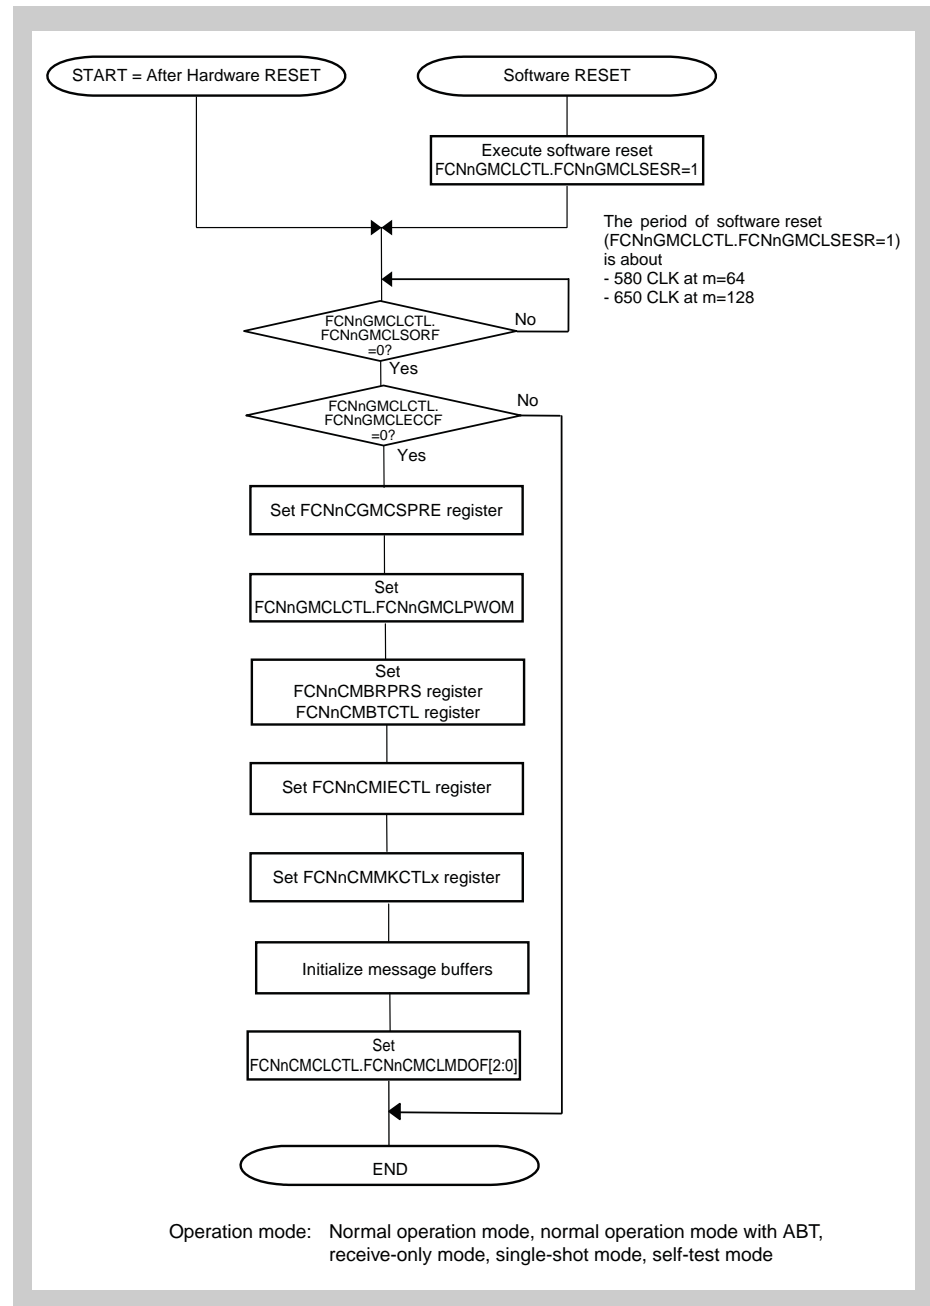 START = After Hardware RESET
Software RESET
Execute software reset
FCNnGMCLCTL.FCNnGMCLSESR=1
The period of software reset
(FCNnGMCLCTL.FCNnGMCLSESR=1)
is about
- 580 CLK at m=64
- 650 CLK at m=128
FCNnGMCLCTL.
FCNnGMCLSORF
=0?
No
Yes
FCNnGMCLCTL.
FCNnGMCLECCF
=0?
No
Yes
Set FCNnCGMCSPRE register
Set
FCNnGMCLCTL.FCNnGMCLPWOM
Set
FCNnCMBRPRS register
FCNnCMBTCTL register
Set FCNnCMIECTL register
Set FCNnCMMKCTLx register
Initialize message buffers
Set
FCNnCMCLCTL.FCNnCMCLMDOF[2:0]
END
Operation mode: Normal operation mode, normal operation mode with ABT,
receive-only mode, single-shot mode, self-test mode